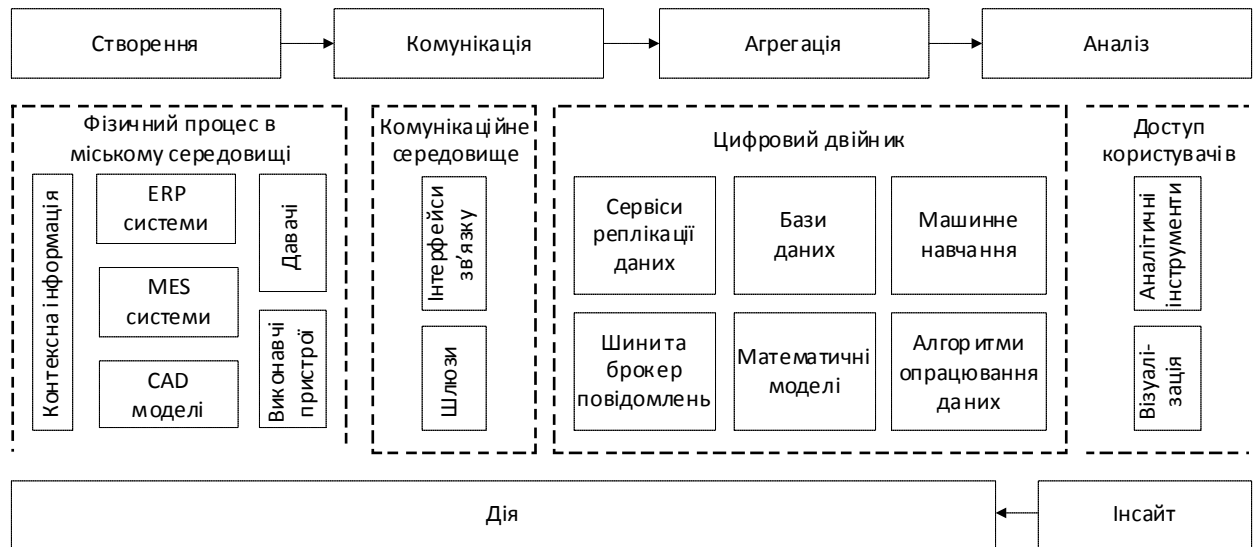 Створення
Комунікація
Агрегація
Аналіз
Фізичний процес в
міському середовищі
Контексна інформація
ERP
системи
MES
системи
CAD
моделі
Давачі
Виконавчі
пристрої
Комунікаційне
середовище
Інтерфейси
зв’язку
Шлюзи
Цифровий двійник
Сервіси
реплікації
даних
Бази
даних
Машинне
навчання
Шини та
брокер
повідомлень
Математичні
моделі
Алгоритми
опрацювання
даних
Доступ
користувачів
Аналітичні
інструменти
Візуалі-
зація
Дія
Інсайт